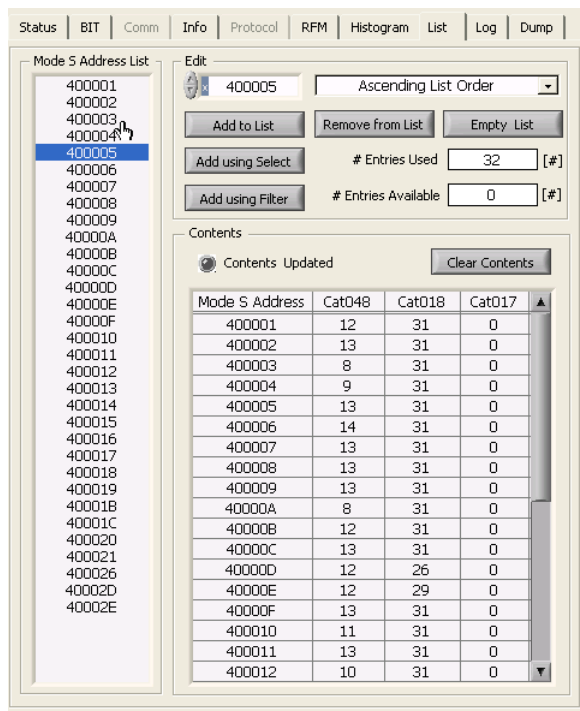 Status BIT Comm Info Protocol RFM Histogram List Log Dump
Mode S Address List
400001
400002
400003
400004
400005
400006
400007
400008
400009
40000A
40000B
40000C
40000D
40000E
40000F
400010
400011
400012
400013
400014
400015
400016
400017
400018
400019
40001B
40001C
400020
400021
400026
40002D
40002E
Edit
x 400005 Ascending List Order
Add to List Remove from List Empty List
Add using Select # Entries Used 32 [#]
Add using Filter # Entries Available 0 [#]
Contents
Contents Updated Clear Contents
Mode S Address Cat048 Cat018 Cat017
400001 12 31 0
400002 13 31 0
400003 8 31 0
400004 9 31 0
400005 13 31 0
400006 14 31 0
400007 13 31 0
400008 13 31 0
400009 13 31 0
40000A 8 31 0
40000B 12 31 0
40000C 13 31 0
40000D 12 26 0
40000E 12 29 0
40000F 13 31 0
400010 11 31 0
400011 13 31 0
400012 10 31 0